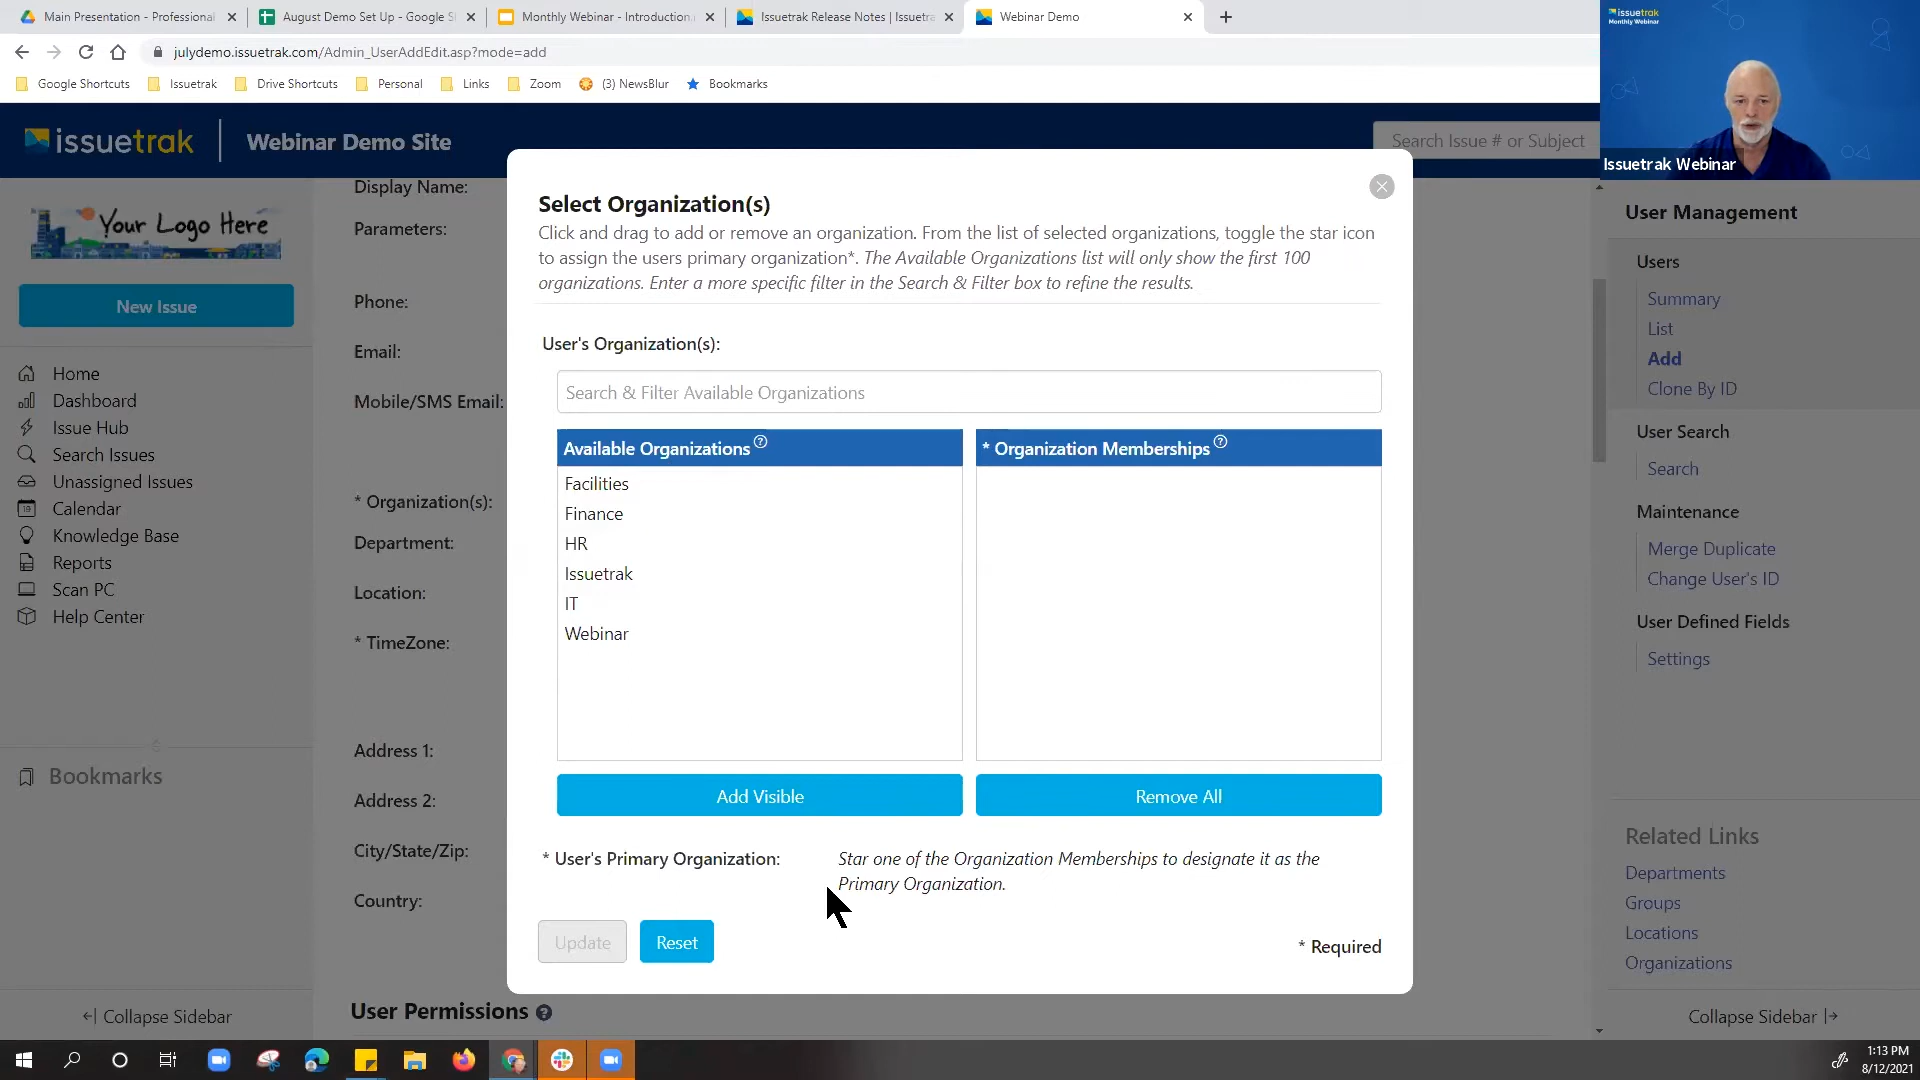 Main Presentation - Professional
August Demo Set Up - Google S
Monthly Webinar - Introduction.
Issuetrak Release Notes | Issuetra
Webinar Demo
julydemo.issuetrak.com/Admin_UserAddEdit.asp?mode=add
Google Shortcuts
Issuetrak
Drive Shortcuts
Personal
Links
Zoom
(3) NewsBlur
Bookmarks
issuetrak
Monthly Webinar
Issuetrak Webinar
issuetrak
Webinar Demo Site
Search Issue # or Subject
Your Logo Here
New Issue
Home
Dashboard
Issue Hub
Search Issues
Unassigned Issues
Calendar
Knowledge Base
Reports
Scan PC
Help Center
Bookmarks
Collapse Sidebar
Display Name:
Parameters:
Phone:
Email:
Mobile/SMS Email:
* Organization(s):
Department:
Location:
* TimeZone:
Address 1:
Address 2:
City/State/Zip:
Country:
User Permissions ?
Select Organization(s)
Click and drag to add or remove an organization. From the list of selected organizations, toggle the star icon
to assign the users primary organization*. The Available Organizations list will only show the first 100
organizations. Enter a more specific filter in the Search & Filter box to refine the results.
User's Organization(s):
Search & Filter Available Organizations
Available Organizations ?
Facilities
Finance
HR
Issuetrak
IT
Webinar
* Organization Memberships ?
Add Visible
Remove All
* User's Primary Organization:
Star one of the Organization Memberships to designate it as the
Primary Organization.
Update
Reset
* Required
User Management
Users
Summary
List
Add
Clone By ID
User Search
Search
Maintenance
Merge Duplicate
Change User's ID
User Defined Fields
Settings
Related Links
Departments
Groups
Locations
Organizations
Collapse Sidebar
1:13 PM
8/12/2021